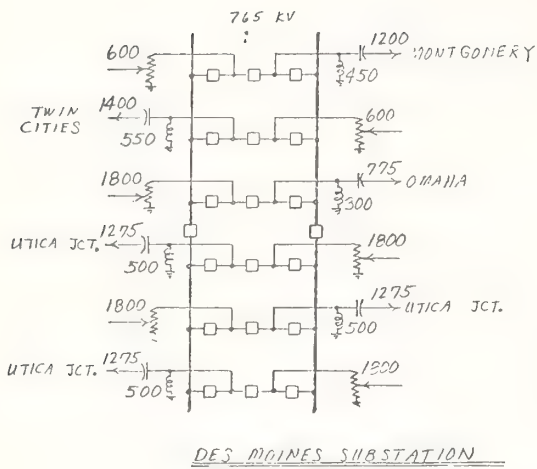 765 KV
600
1200
MONTGOMERY
450
1400
TWIN
CITIES
550
600
1800
775
OMAHA
300
1275
UTICA JCT.
500
1800
1800
1275
UTICA JCT.
500
1275
UTICA JCT.
500
1800
DES MOINES SUBSTATION